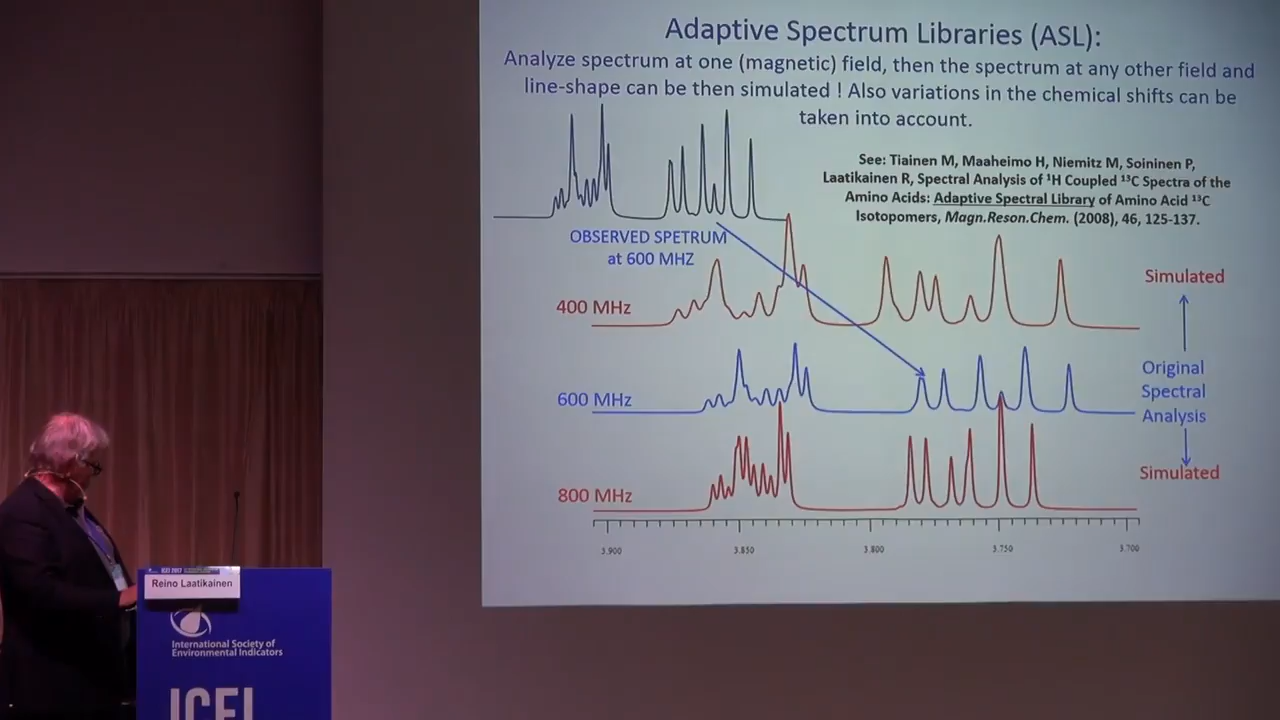 Adaptive Spectrum Libraries (ASL):
Analyze spectrum at one (magnetic) field, then the spectrum at any other field and
line-shape can be then simulated ! Also variations in the chemical shifts can be
taken into account.
See: Tiainen M, Maaheimo H, Niemitz M, Soininen P,
Laatikainen R, Spectral Analysis of ¹H Coupled ¹³C Spectra of the
Amino Acids: Adaptive Spectral Library of Amino Acid ¹³C
Isotopomers, Magn.Reson.Chem. (2008), 46, 125-137.
OBSERVED SPETRUM
at 600 MHZ
400 MHz
Simulated
600 MHz
Original
Spectral
Analysis
800 MHz
Simulated
3.900 3.850 3.800 3.750 3.700
ICEI 2017
Reino Laatikainen
International Society of
Environmental Indicators
ICEI